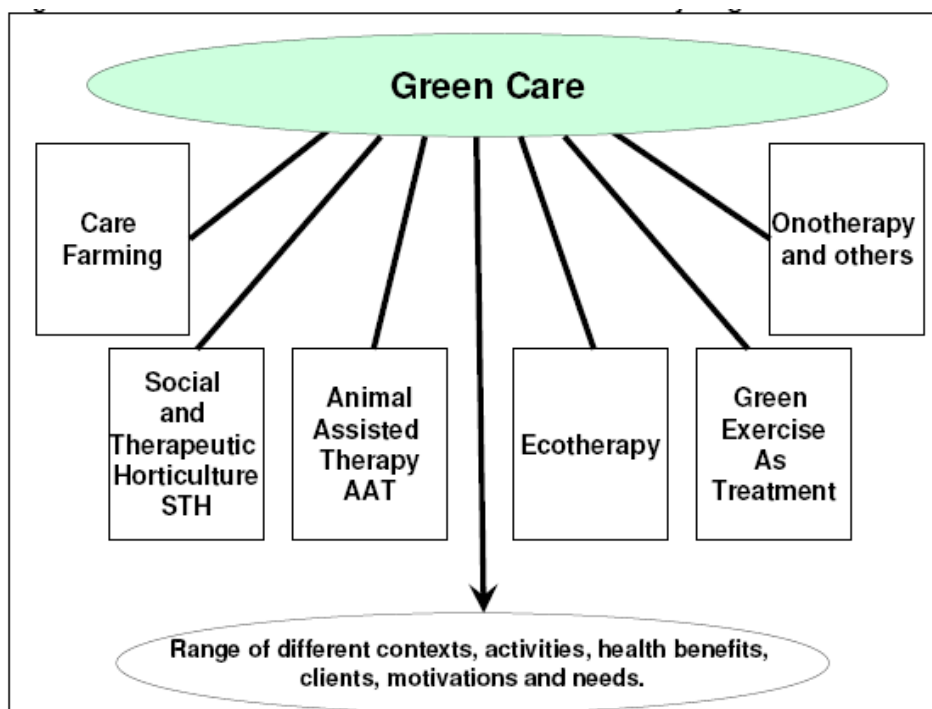 Green Care
Care
Farming
Onotherapy
and others
Social
and
Therapeutic
Horticulture
STH
Animal
Assisted
Therapy
AAT
Ecotherapy
Green
Exercise
As
Treatment
Range of different contexts, activities, health benefits,
clients, motivations and needs.